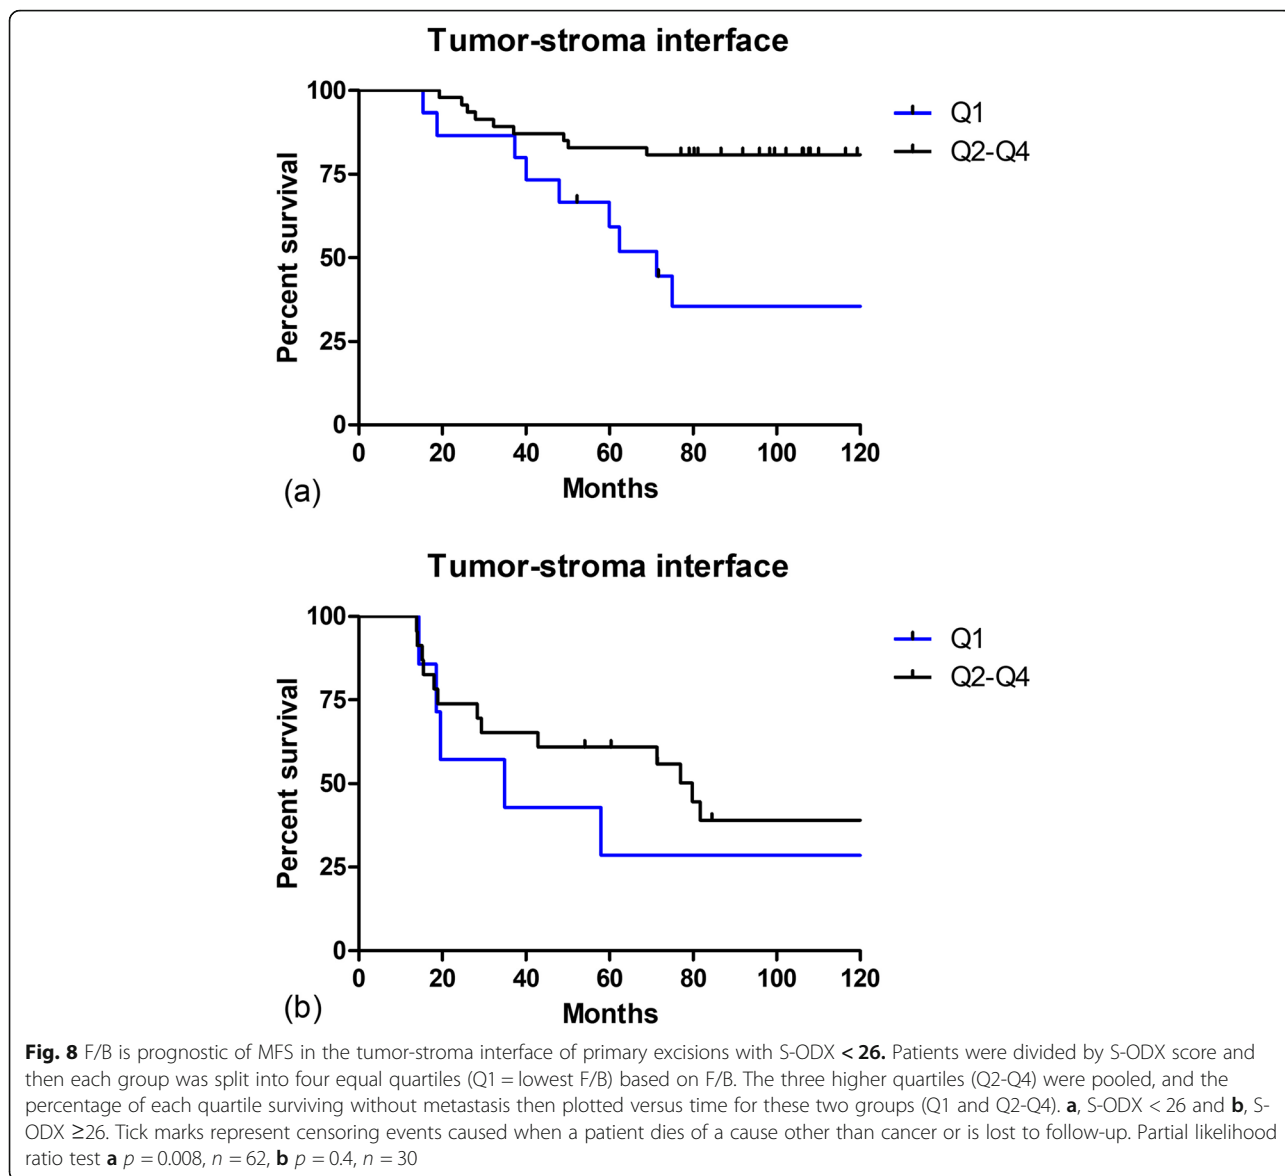 Tumor-stroma interface
Percent survival
100
75
50
25
0
0 20 40 60 80 100 120
Months
Q1
Q2-Q4
(a)
Tumor-stroma interface
Percent survival
100
75
50
25
0
0 20 40 60 80 100 120
Months
Q1
Q2-Q4
(b)
Fig. 8 F/B is prognostic of MFS in the tumor-stroma interface of primary excisions with S-ODX < 26. Patients were divided by S-ODX score and
then each group was split into four equal quartiles (Q1 = lowest F/B) based on F/B. The three higher quartiles (Q2-Q4) were pooled, and the
percentage of each quartile surviving without metastasis then plotted versus time for these two groups (Q1 and Q2-Q4). a, S-ODX < 26 and b, S-
ODX ≥26. Tick marks represent censoring events caused when a patient dies of a cause other than cancer or is lost to follow-up. Partial likelihood
ratio test a p = 0.008, n = 62, b p = 0.4, n = 30